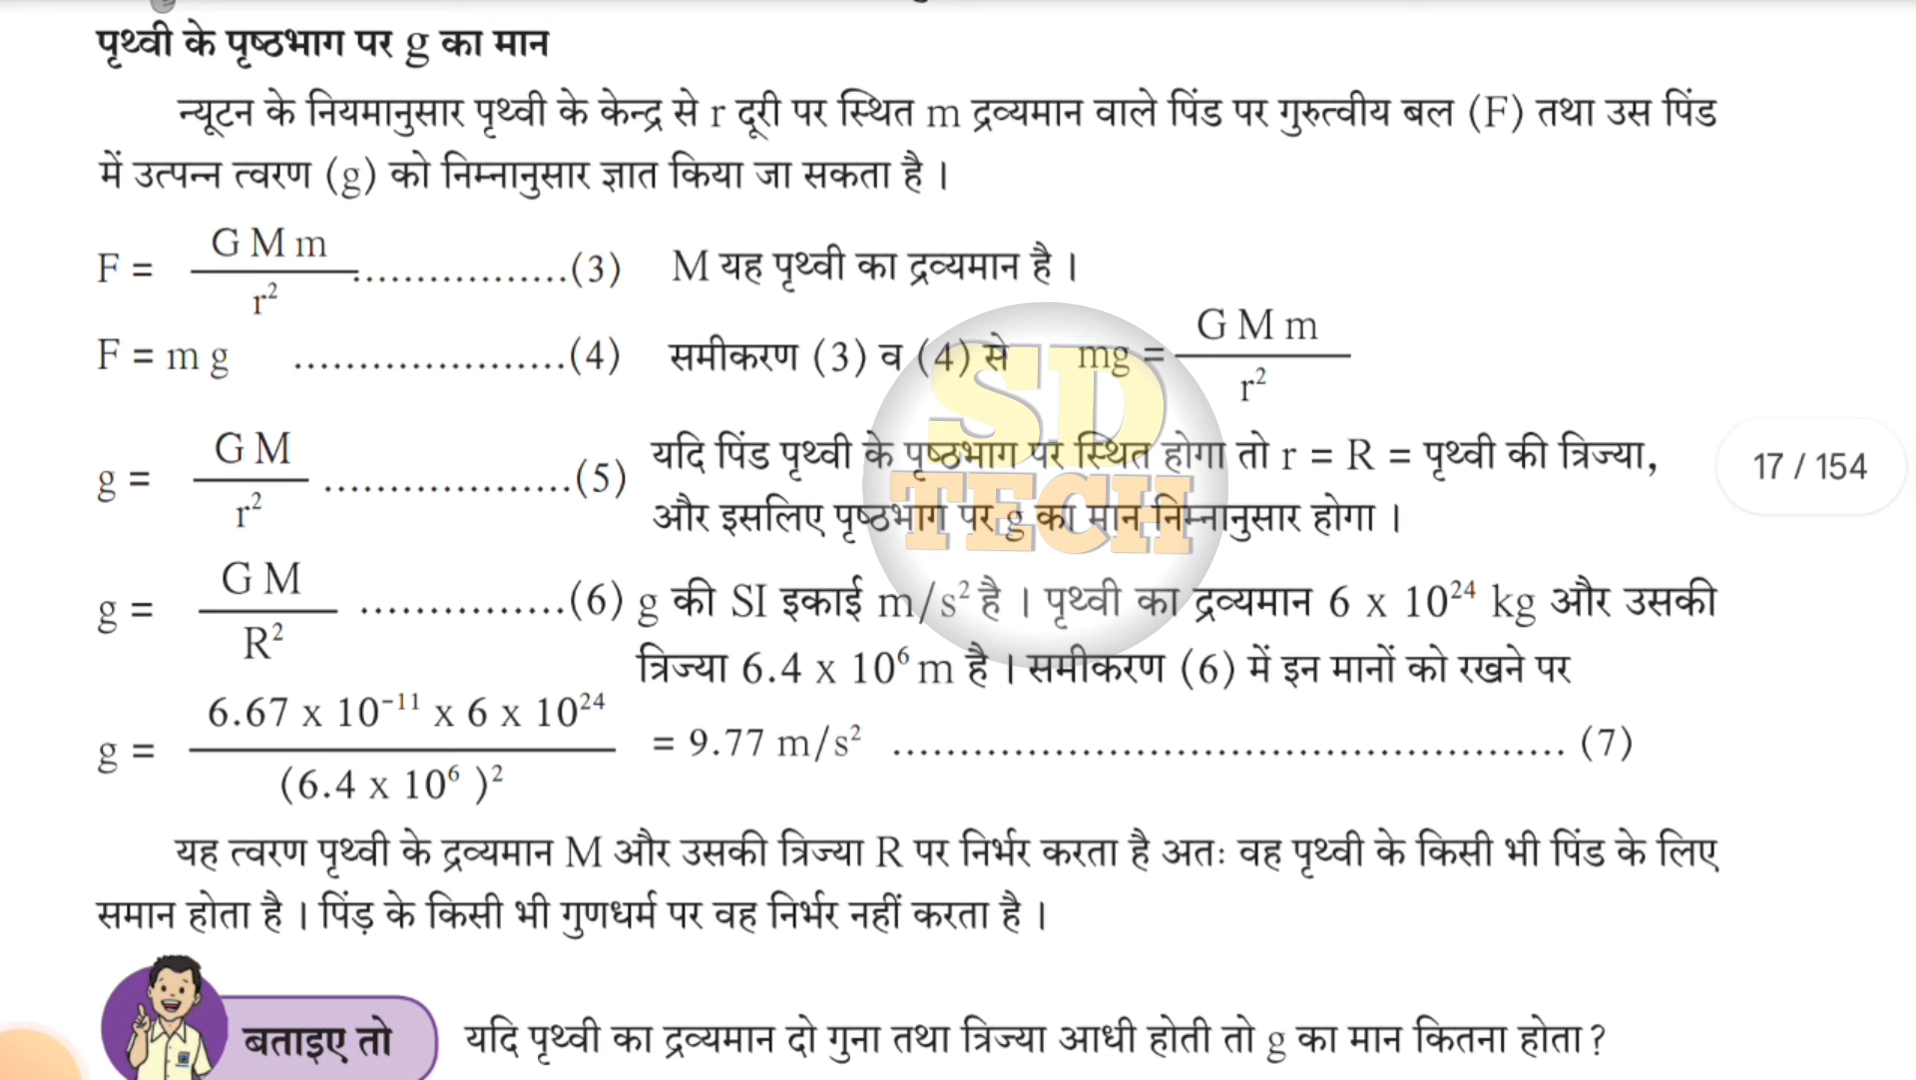 पृथ्वी के पृष्ठभाग पर g का मान
न्यूटन के नियमानुसार पृथ्वी के केन्द्र से r दूरी पर स्थित m द्रव्यमान वाले पिंड पर गुरुत्वीय बल (F) तथा उस पिंड
में उत्पन्न त्वरण (g) को निम्नानुसार ज्ञात किया जा सकता है ।
F = G M m / r² .................(3) M यह पृथ्वी का द्रव्यमान है ।
F = m g .....................(4) समीकरण (3) व (4) से mg = G M m / r²
g = G M / r² ...................(5) यदि पिंड पृथ्वी के पृष्ठभाग पर स्थित होगा तो r = R = पृथ्वी की त्रिज्या,
और इसलिए पृष्ठभाग पर g का मान निम्नानुसार होगा ।
g = G M / R² ................(6) g की SI इकाई m/s² है । पृथ्वी का द्रव्यमान 6 x 10²⁴ kg और उसकी
त्रिज्या 6.4 x 10⁶ m है । समीकरण (6) में इन मानों को रखने पर
g = 6.67 x 10⁻¹¹ x 6 x 10²⁴ / (6.4 x 10⁶ )² = 9.77 m/s² .................................................... (7)
यह त्वरण पृथ्वी के द्रव्यमान M और उसकी त्रिज्या R पर निर्भर करता है अतः वह पृथ्वी के किसी भी पिंड के लिए
समान होता है । पिंड़ के किसी भी गुणधर्म पर वह निर्भर नहीं करता है ।
बताइए तो यदि पृथ्वी का द्रव्यमान दो गुना तथा त्रिज्या आधी होती तो g का मान कितना होता ?
17 / 154
SD
TECH